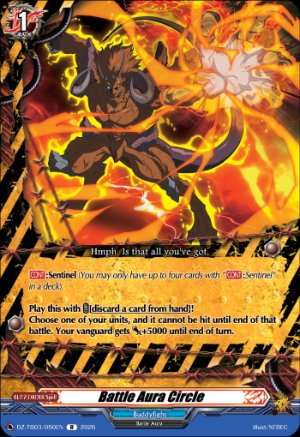 1
Hmph. Is that all you've got.
CONT:Sentinel (You may only have up to four cards with "CONT:Sentinel"
in a deck)
Play this with [discard a card from hand]!
Choose one of your units, and it cannot be hit until end of that
battle. Your vanguard gets +5000 until end of turn.
Battle Aura Circle
Buddyfight
Battle Aura
DZ-TB03/050EN R 2026
illust/XEBEC